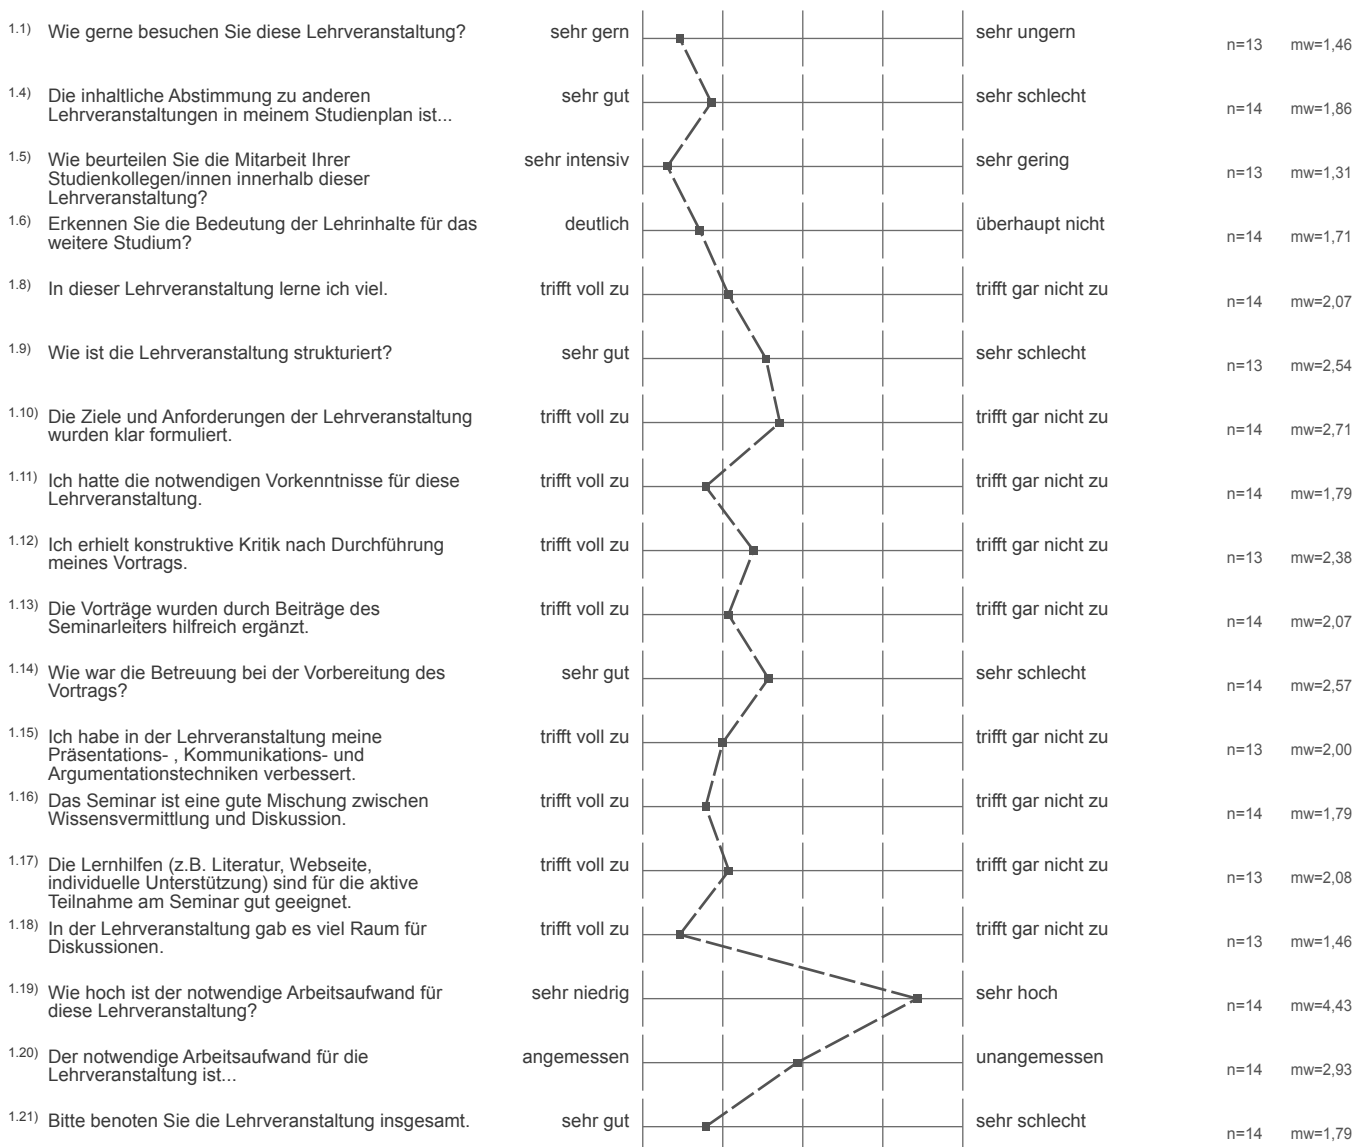 1.1) Wie gerne besuchen Sie diese Lehrveranstaltung? sehr gern sehr ungern n=13 mw=1,46
1.4) Die inhaltliche Abstimmung zu anderen
Lehrveranstaltungen in meinem Studienplan ist... sehr gut sehr schlecht n=14 mw=1,86
1.5) Wie beurteilen Sie die Mitarbeit Ihrer
Studienkollegen/innen innerhalb dieser
Lehrveranstaltung? sehr intensiv sehr gering n=13 mw=1,31
1.6) Erkennen Sie die Bedeutung der Lehrinhalte für das
weitere Studium? deutlich überhaupt nicht n=14 mw=1,71
1.8) In dieser Lehrveranstaltung lerne ich viel. trifft voll zu trifft gar nicht zu n=14 mw=2,07
1.9) Wie ist die Lehrveranstaltung strukturiert? sehr gut sehr schlecht n=13 mw=2,54
1.10) Die Ziele und Anforderungen der Lehrveranstaltung
wurden klar formuliert. trifft voll zu trifft gar nicht zu n=14 mw=2,71
1.11) Ich hatte die notwendigen Vorkenntnisse für diese
Lehrveranstaltung. trifft voll zu trifft gar nicht zu n=14 mw=1,79
1.12) Ich erhielt konstruktive Kritik nach Durchführung
meines Vortrags. trifft voll zu trifft gar nicht zu n=13 mw=2,38
1.13) Die Vorträge wurden durch Beiträge des
Seminarleiters hilfreich ergänzt. trifft voll zu trifft gar nicht zu n=14 mw=2,07
1.14) Wie war die Betreuung bei der Vorbereitung des
Vortrags? sehr gut sehr schlecht n=14 mw=2,57
1.15) Ich habe in der Lehrveranstaltung meine
Präsentations- , Kommunikations- und
Argumentationstechniken verbessert. trifft voll zu trifft gar nicht zu n=13 mw=2,00
1.16) Das Seminar ist eine gute Mischung zwischen
Wissensvermittlung und Diskussion. trifft voll zu trifft gar nicht zu n=14 mw=1,79
1.17) Die Lernhilfen (z.B. Literatur, Webseite,
individuelle Unterstützung) sind für die aktive
Teilnahme am Seminar gut geeignet. trifft voll zu trifft gar nicht zu n=13 mw=2,08
1.18) In der Lehrveranstaltung gab es viel Raum für
Diskussionen. trifft voll zu trifft gar nicht zu n=13 mw=1,46
1.19) Wie hoch ist der notwendige Arbeitsaufwand für
diese Lehrveranstaltung? sehr niedrig sehr hoch n=14 mw=4,43
1.20) Der notwendige Arbeitsaufwand für die
Lehrveranstaltung ist... angemessen unangemessen n=14 mw=2,93
1.21) Bitte benoten Sie die Lehrveranstaltung insgesamt. sehr gut sehr schlecht n=14 mw=1,79